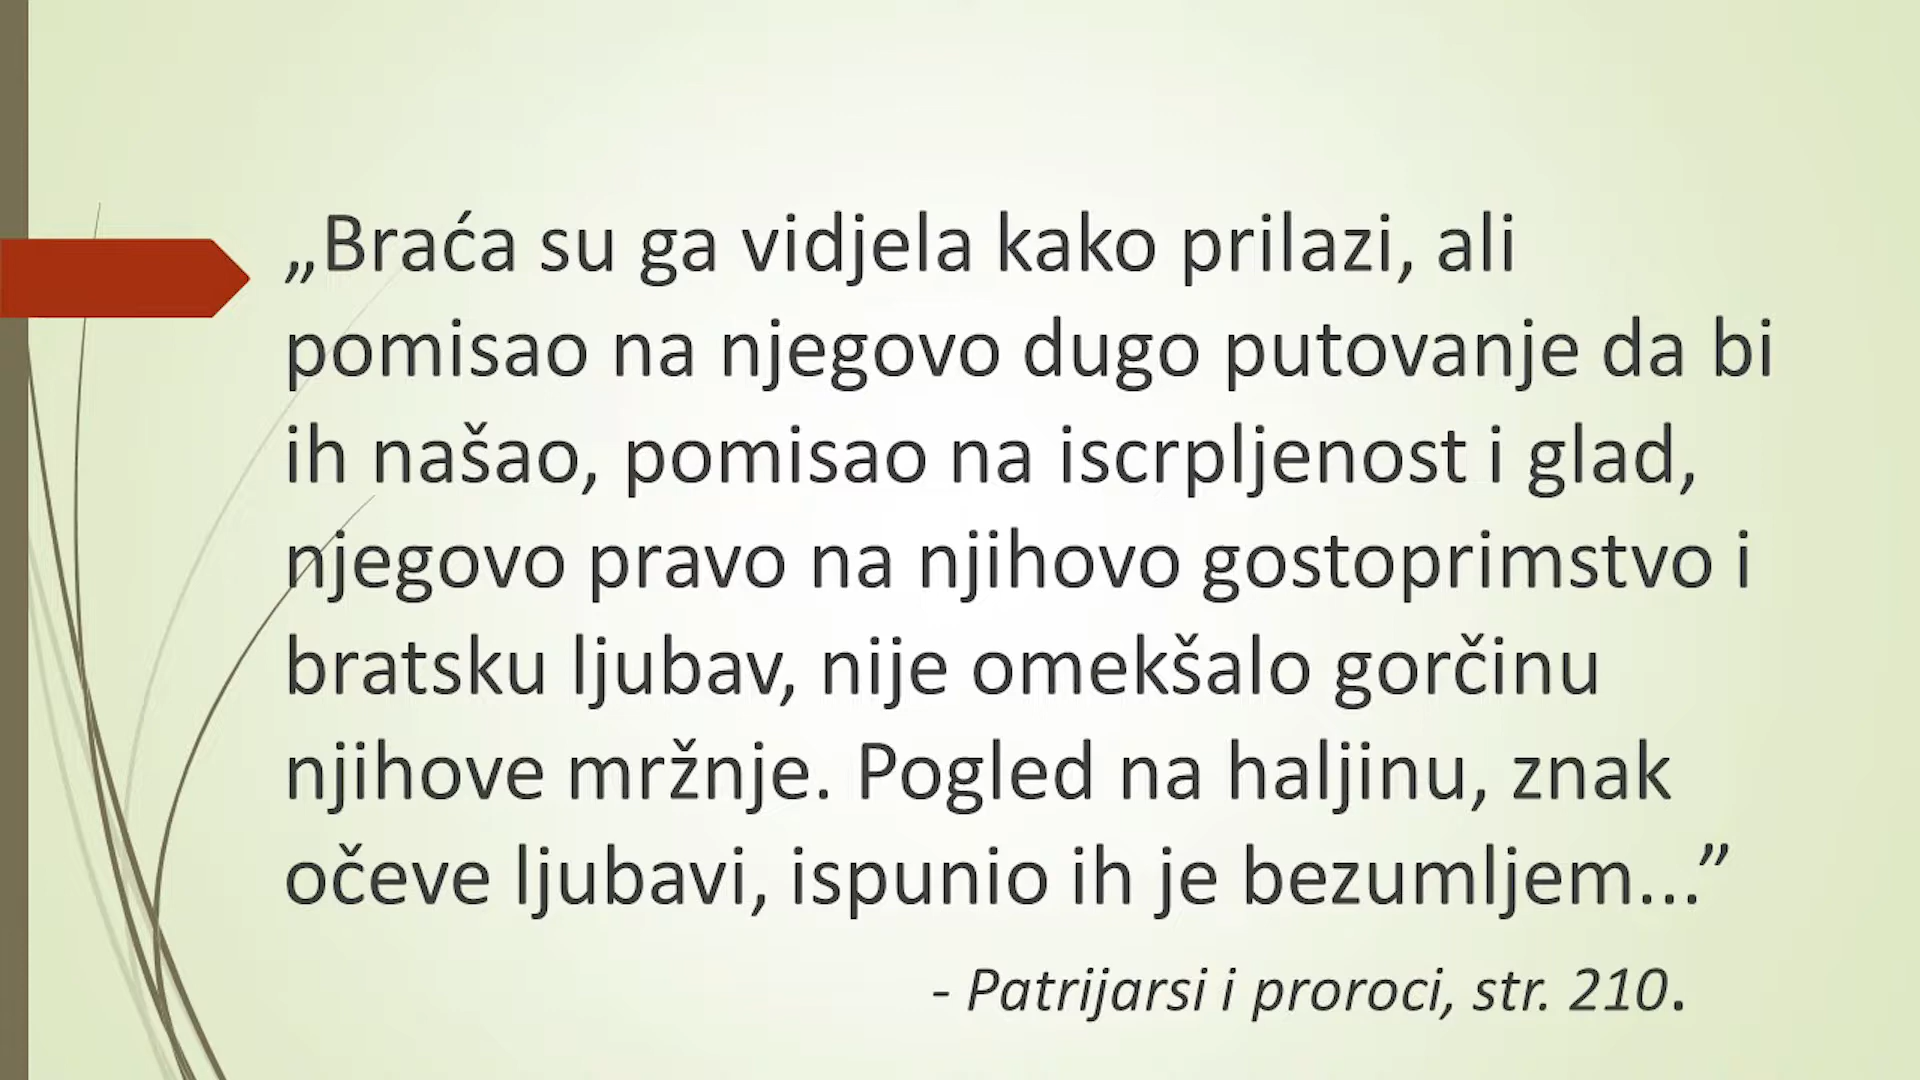 „Braća su ga vidjela kako prilazi, ali
pomisao na njegovo dugo putovanje da bi
ih našao, pomisao na iscrpljenost i glad,
njegovo pravo na njihovo gostoprimstvo i
bratsku ljubav, nije omekšalo gorčinu
njihove mržnje. Pogled na haljinu, znak
očeve ljubavi, ispunio ih je bezumljem...”
- Patrijarsi i proroci, str. 210.